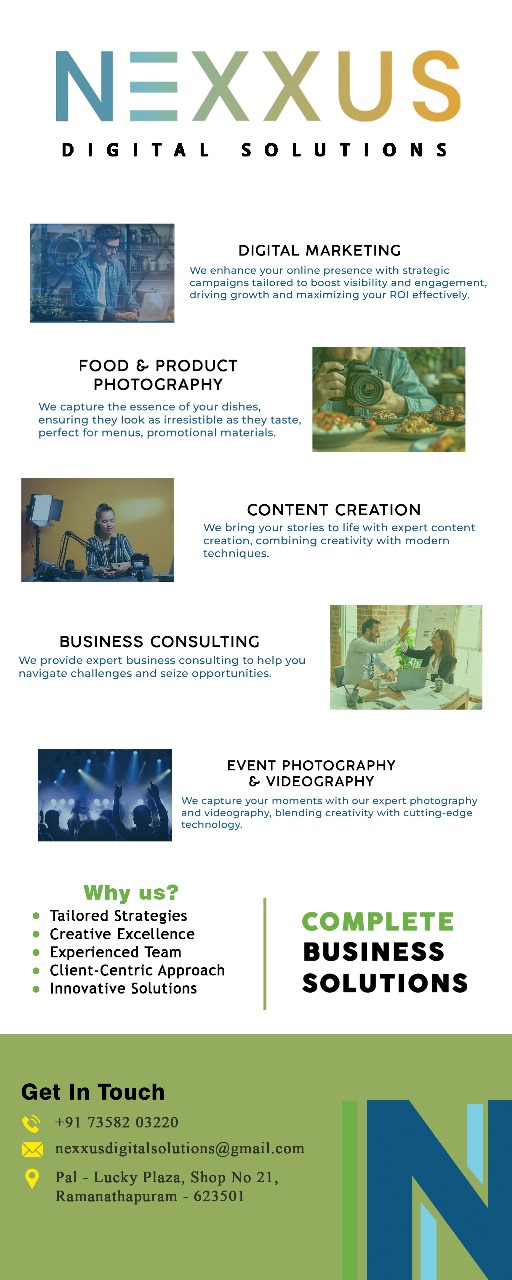 NEXXUS
DIGITAL SOLUTIONS
DIGITAL MARKETING
We enhance your online presence with strategic
campaigns tailored to boost visibility and engagement,
driving growth and maximizing your ROI effectively.
FOOD & PRODUCT
PHOTOGRAPHY
We capture the essence of your dishes,
ensuring they look as irresistible as they taste,
perfect for menus, promotional materials.
CONTENT CREATION
We bring your stories to life with expert content
creation, combining creativity with modern
techniques.
BUSINESS CONSULTING
We provide expert business consulting to help you
navigate challenges and seize opportunities.
EVENT PHOTOGRAPHY
& VIDEOGRAPHY
We capture your moments with our expert photography
and videography, blending creativity with cutting-edge
technology.
Why us?
Tailored Strategies
Creative Excellence
Experienced Team
Client-Centric Approach
Innovative Solutions
COMPLETE
BUSINESS
SOLUTIONS
Get In Touch
+91 73582 03220
nexxusdigitalsolutions@gmail.com
Pal - Lucky Plaza, Shop No 21,
Ramanathapuram - 623501
N